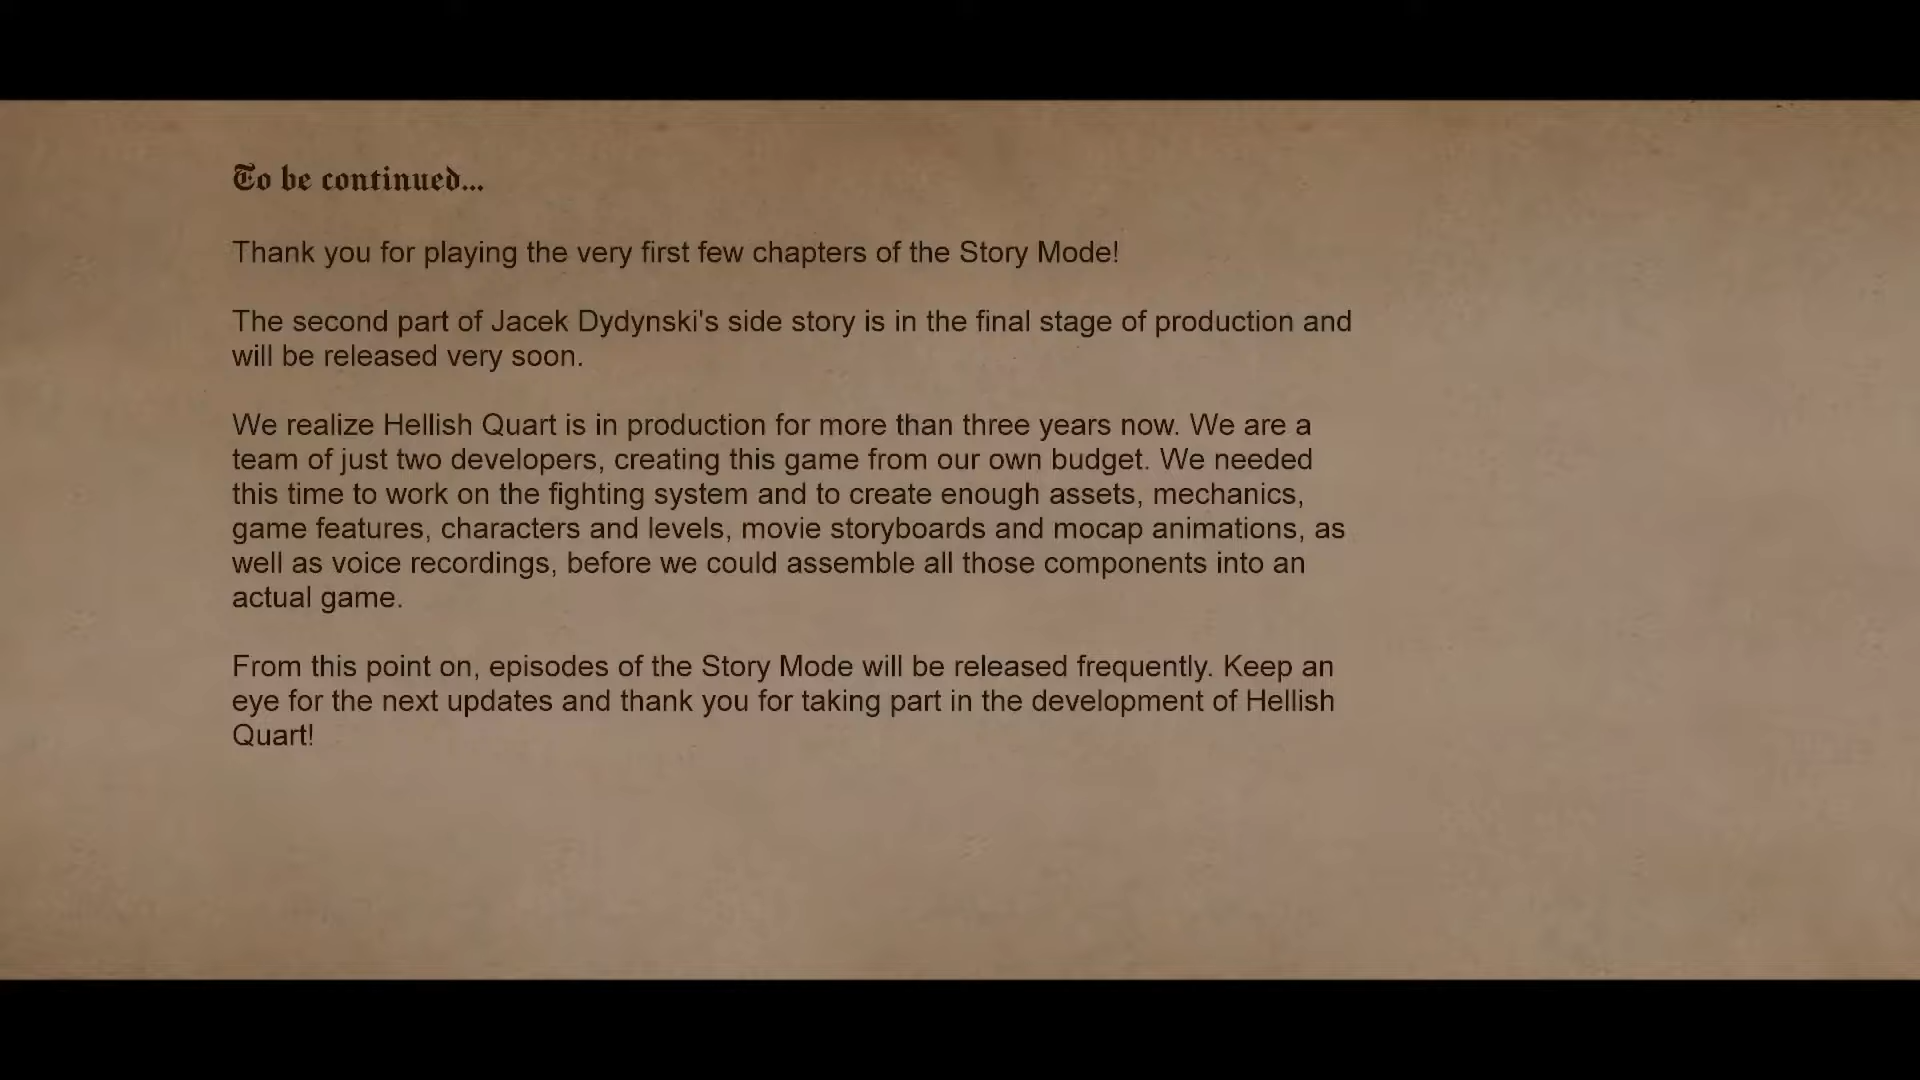 To be continued...
Thank you for playing the very first few chapters of the Story Mode!
The second part of Jacek Dydynski's side story is in the final stage of production and
will be released very soon.
We realize Hellish Quart is in production for more than three years now. We are a
team of just two developers, creating this game from our own budget. We needed
this time to work on the fighting system and to create enough assets, mechanics,
game features, characters and levels, movie storyboards and mocap animations, as
well as voice recordings, before we could assemble all those components into an
actual game.
From this point on, episodes of the Story Mode will be released frequently. Keep an
eye for the next updates and thank you for taking part in the development of Hellish
Quart!